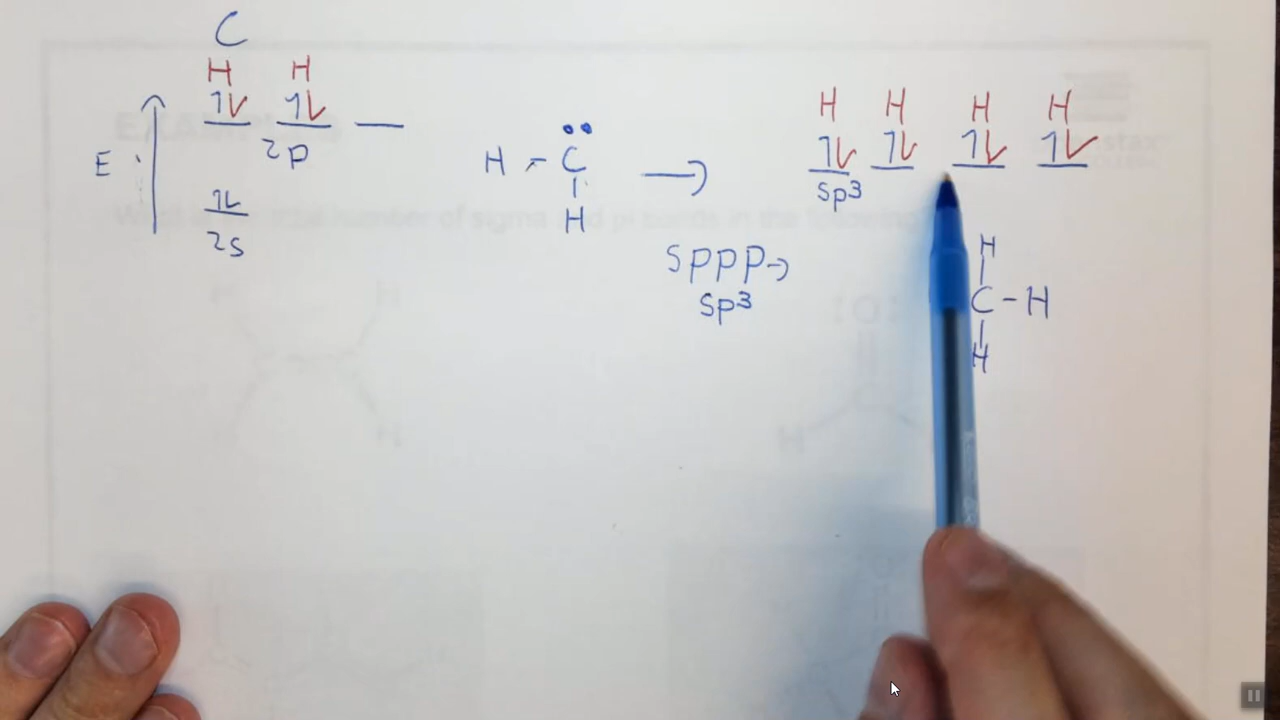 C
H H
2p
E
2s
H - C
H
SPPP→
sp³
H H H H
sp³
H
C - H
H